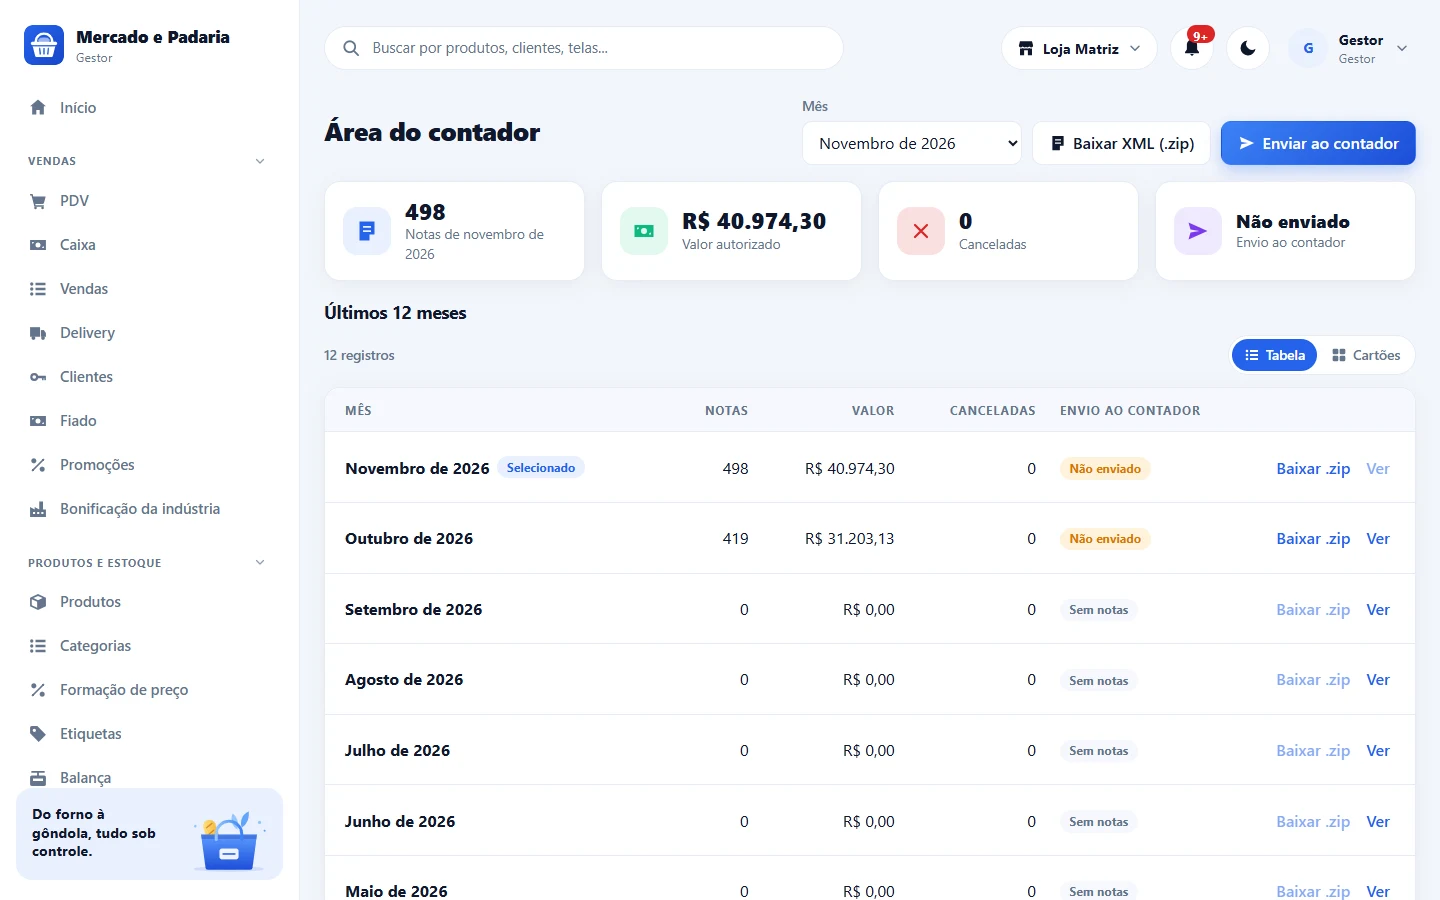 Mercado e Padaria
Gestor
Início
VENDAS
PDV
Caixa
Vendas
Delivery
Clientes
Fiado
Promoções
Bonificação da indústria
PRODUTOS E ESTOQUE
Produtos
Categorias
Formação de preço
Etiquetas
Balança
Do forno à
gôndola, tudo sob
controle.
Buscar por produtos, clientes, telas...
Loja Matriz
9+
G
Gestor
Gestor
Área do contador
Mês
Novembro de 2026
Baixar XML (.zip)
Enviar ao contador
498
Notas de novembro de
2026
R$ 40.974,30
Valor autorizado
0
Canceladas
Não enviado
Envio ao contador
Últimos 12 meses
12 registros
Tabela
Cartões
MÊS NOTAS VALOR CANCELADAS ENVIO AO CONTADOR
Novembro de 2026 Selecionado 498 R$ 40.974,30 0 Não enviado Baixar .zip Ver
Outubro de 2026 419 R$ 31.203,13 0 Não enviado Baixar .zip Ver
Setembro de 2026 0 R$ 0,00 0 Sem notas Baixar .zip Ver
Agosto de 2026 0 R$ 0,00 0 Sem notas Baixar .zip Ver
Julho de 2026 0 R$ 0,00 0 Sem notas Baixar .zip Ver
Junho de 2026 0 R$ 0,00 0 Sem notas Baixar .zip Ver
Maio de 2026 0 R$ 0,00 0 Sem notas Baixar .zip Ver